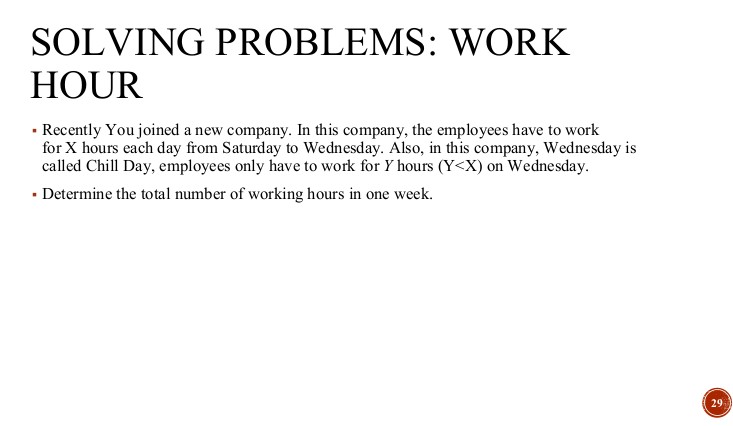 SOLVING PROBLEMS: WORK
HOUR
▪ Recently You joined a new company. In this company, the employees have to work
for X hours each day from Saturday to Wednesday. Also, in this company, Wednesday is
called Chill Day, employees only have to work for Y hours (Y<X) on Wednesday.
▪ Determine the total number of working hours in one week.
29